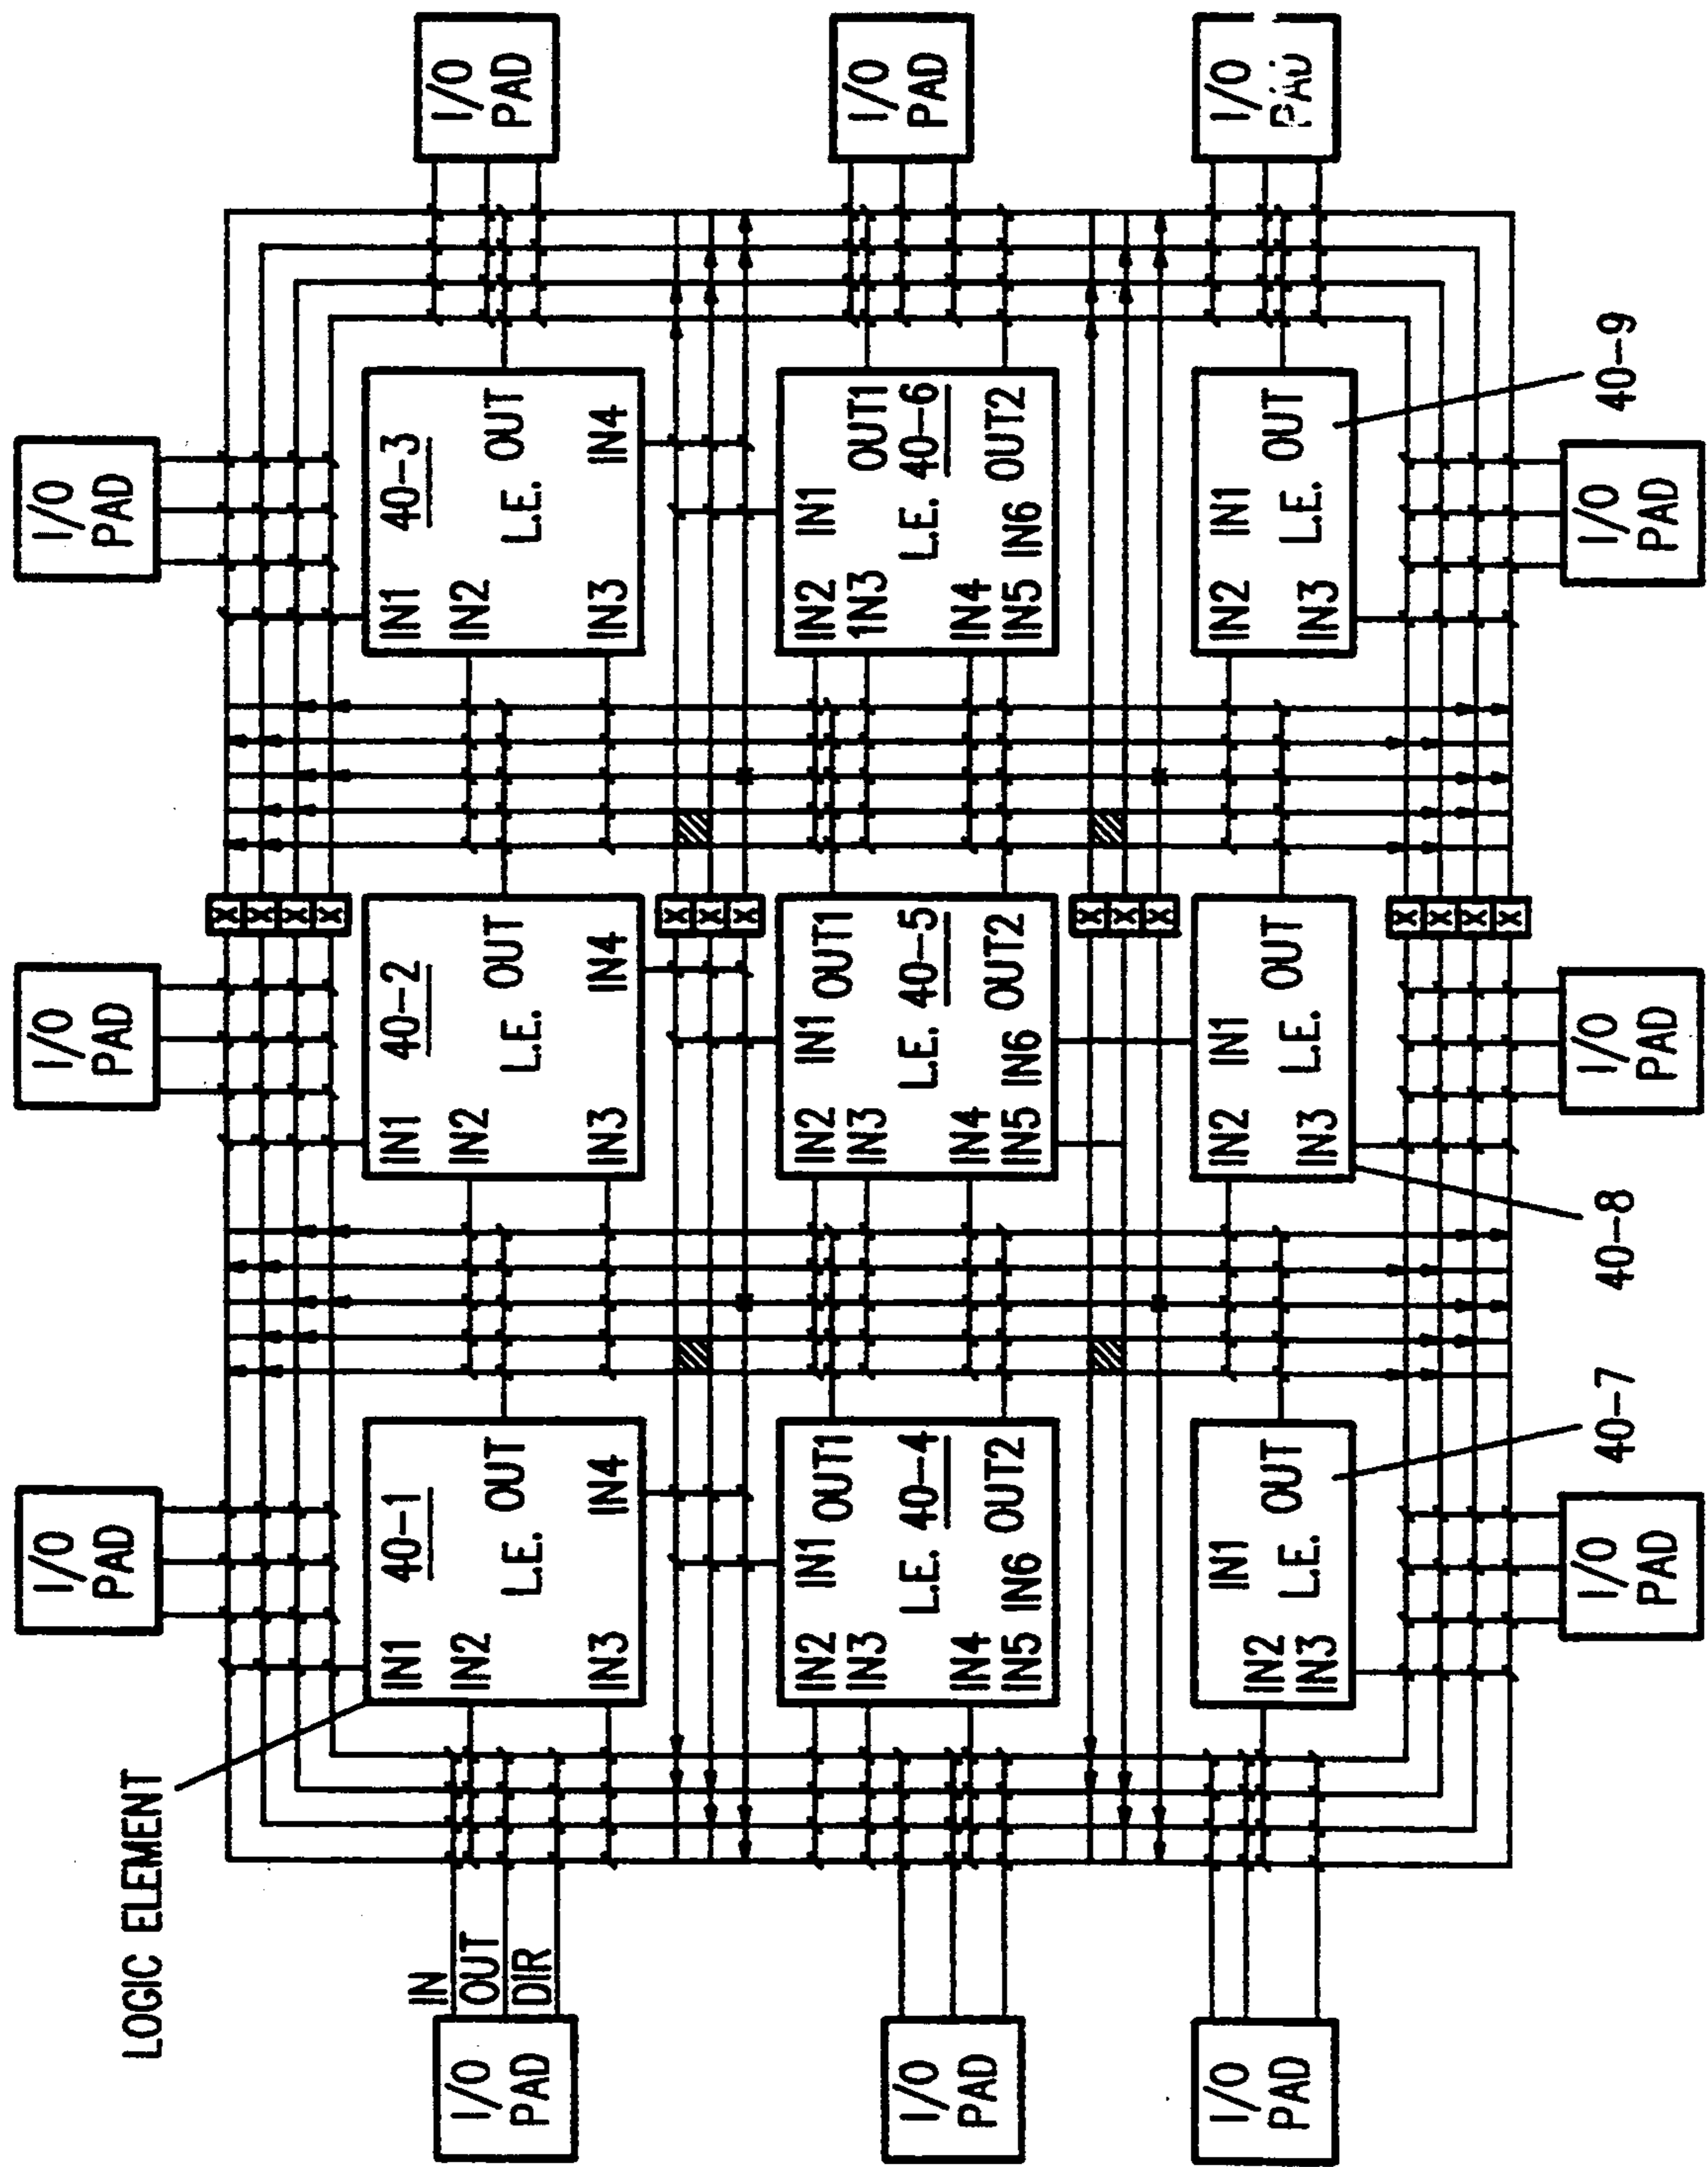 I/O
PAD
I/O
PAD
I/O
PAD
LOGIC ELEMENT
I/O
PAD
IN
OUT
DIR
IN1 40-1
IN2
L.E. OUT
IN3 IN4
IN1 40-2
IN2
L.E. OUT
IN3 IN4
IN1 40-3
IN2
L.E. OUT
IN3 IN4
I/O
PAD
X
X
X
X
X
X
X
I/O
PAD
IN2 IN1 OUT1
IN3
L.E. 40-4
IN4
IN5 IN6 OUT2
IN2 IN1 OUT1
IN3
L.E. 40-5
IN4
IN5 IN6 OUT2
IN2 IN1
1N3 OUT1
L.E. 40-6
IN4
IN5 IN6 OUT2
I/O
PAD
X
X
X
I/O
PAD
IN1
IN2 L.E. OUT
IN3
IN2 IN1
L.E. OUT
IN3
IN2 IN1
L.E. OUT
IN3
I/O
PAD
X
X
X
X
40-7
40-8
40-9
I/O
PAD
I/O
PAD
I/O
PAD